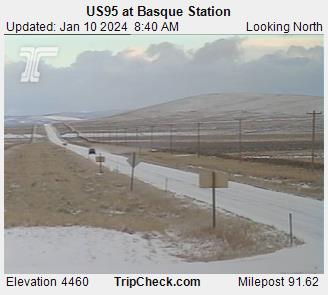 US95 at Basque Station
Updated: Jan 10 2024 8:40 AM Looking North
Elevation 4460 TripCheck.com Milepost 91.62